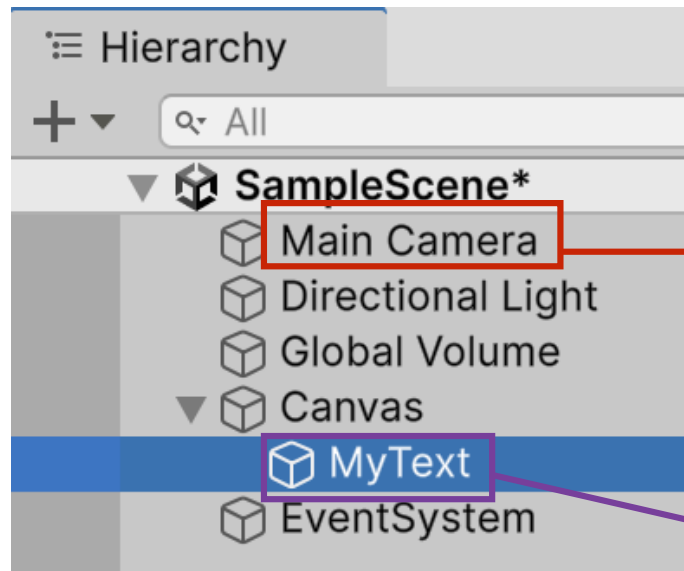 Hierarchy
All
SampleScene*
Main Camera
Directional Light
Global Volume
Canvas
MyText
EventSystem